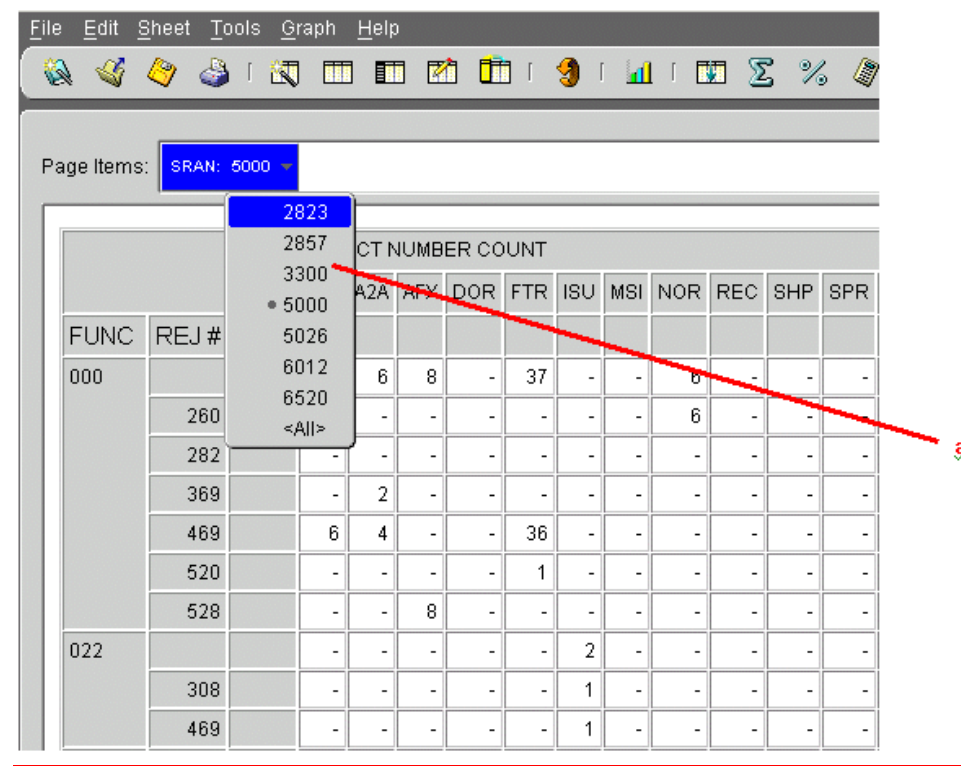 File Edit Sheet Tools Graph Help
Page Items: SRAN: 5000
2823
2857
3300
5000
5026
6012
6520
<All>
CT NUMBER COUNT
A2A AFX DOR FTR ISU MSI NOR REC SHP SPR
FUNC REJ #
000 6 8 - 37 - - 6 - - -
260 - - - - - - 6 - - -
282 - - - - - - - - - - -
369 - 2 - - - - - - - - -
469 6 4 - - 36 - - - - - -
520 - - - - 1 - - - - - -
528 - - 8 - - - - - - - -
022 - - - - - 2 - - - - -
308 - - - - - 1 - - - - -
469 - - - - - 1 - - - - -